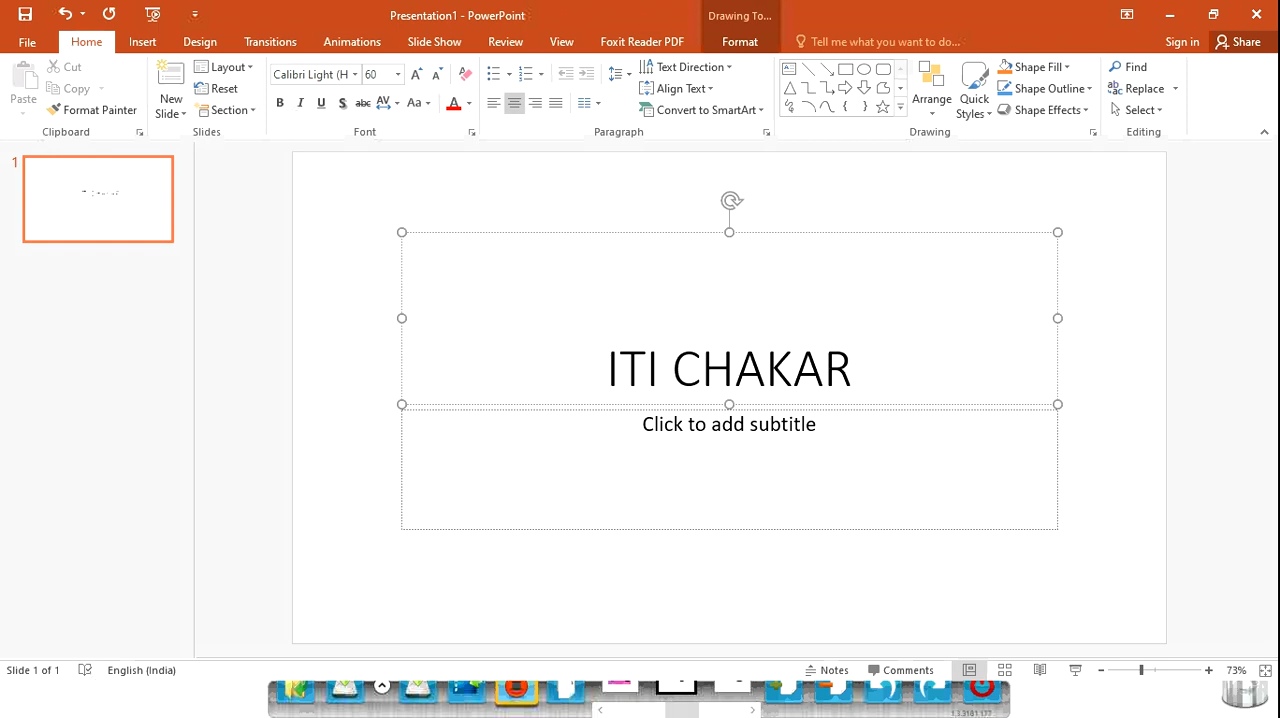 Presentation1 - PowerPoint
Drawing To...
File
Home
Insert
Design
Transitions
Animations
Slide Show
Review
View
Foxit Reader PDF
Format
Tell me what you want to do...
Sign in
Share
Paste
Cut
Copy
Format Painter
Clipboard
New
Slide
Layout
Reset
Section
Slides
Calibri Light (H
60
B I U S abc AV Aa A
Font
Text Direction
Align Text
Convert to SmartArt
Paragraph
Arrange
Quick
Styles
Shape Fill
Shape Outline
Shape Effects
Drawing
Find
Replace
Select
Editing
1
ITI CHAKAR
Click to add subtitle
Slide 1 of 1
English (India)
Notes
Comments
73%